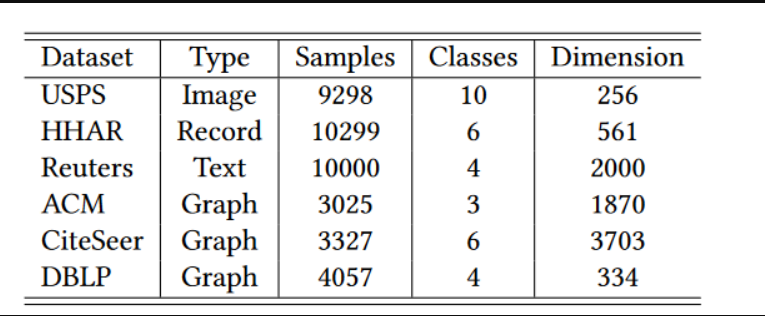 Dataset Type Samples Classes Dimension
USPS Image 9298 10 256
HHAR Record 10299 6 561
Reuters Text 10000 4 2000
ACM Graph 3025 3 1870
CiteSeer Graph 3327 6 3703
DBLP Graph 4057 4 334